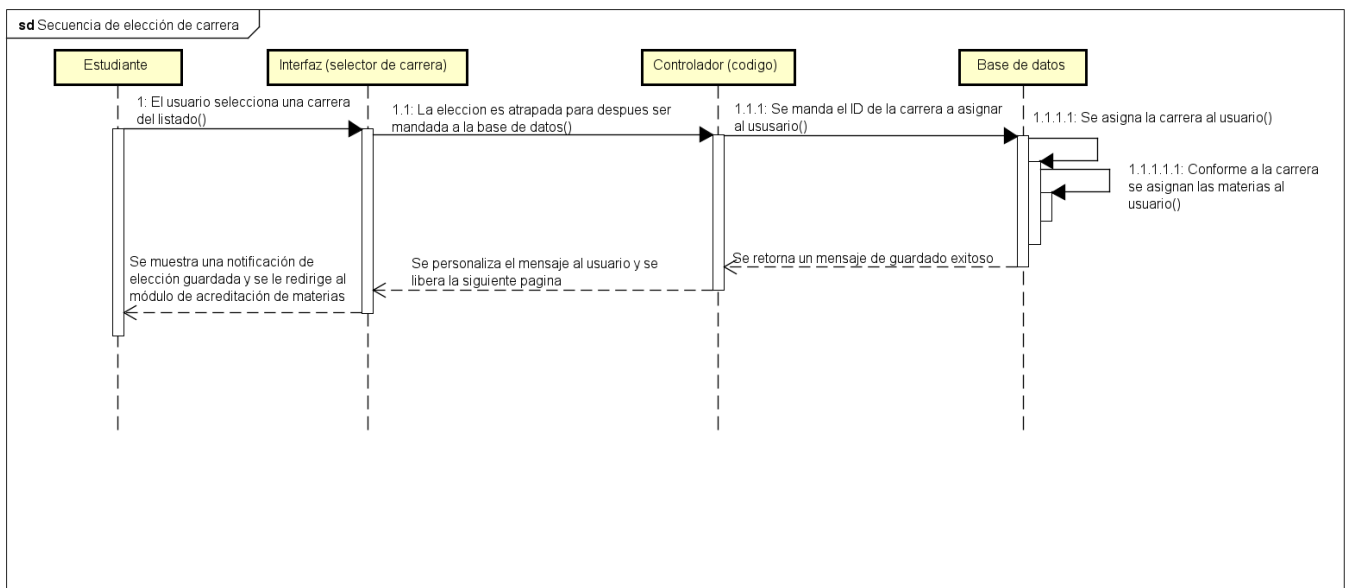 sd Secuencia de elección de carrera
Estudiante
Interfaz (selector de carrera)
Controlador (codigo)
Base de datos
1: El usuario selecciona una carrera
del listado()
1.1: La eleccion es atrapada para despues ser
mandada a la base de datos()
1.1.1: Se manda el ID de la carrera a asignar
al ususario()
1.1.1.1: Se asigna la carrera al usuario()
1.1.1.1.1: Conforme a la carrera
se asignan las materias al
usuario()
Se retorna un mensaje de guardado exitoso
Se personaliza el mensaje al usuario y se
libera la siguiente pagina
Se muestra una notificación de
elección guardada y se le redirige al
módulo de acreditación de materias